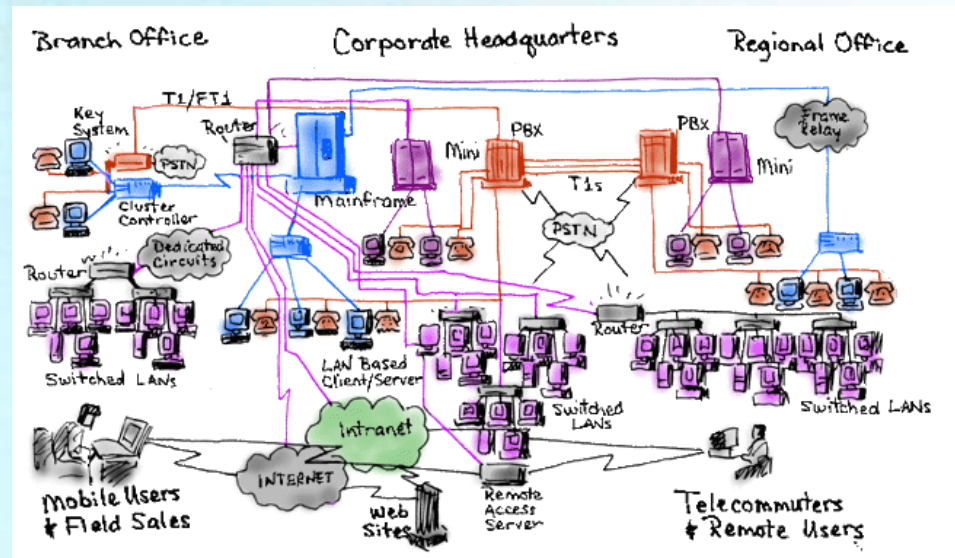 Branch Office
Corporate Headquarters
Regional Office
T1/FT1
Key
System
PSTN
Router
Cluster
Controller
Mainframe
Mini
PBX
T1s
PSTN
PBX
Mini
Frame
Relay
Dedicated
Circuits
Router
Switched LANs
LAN Based
Client/Server
Router
Switched
LANs
Switched LANs
Intranet
INTERNET
Mobile Users
& Field Sales
Web
Sites
Remote
Access
Server
Telecommuters
& Remote Users